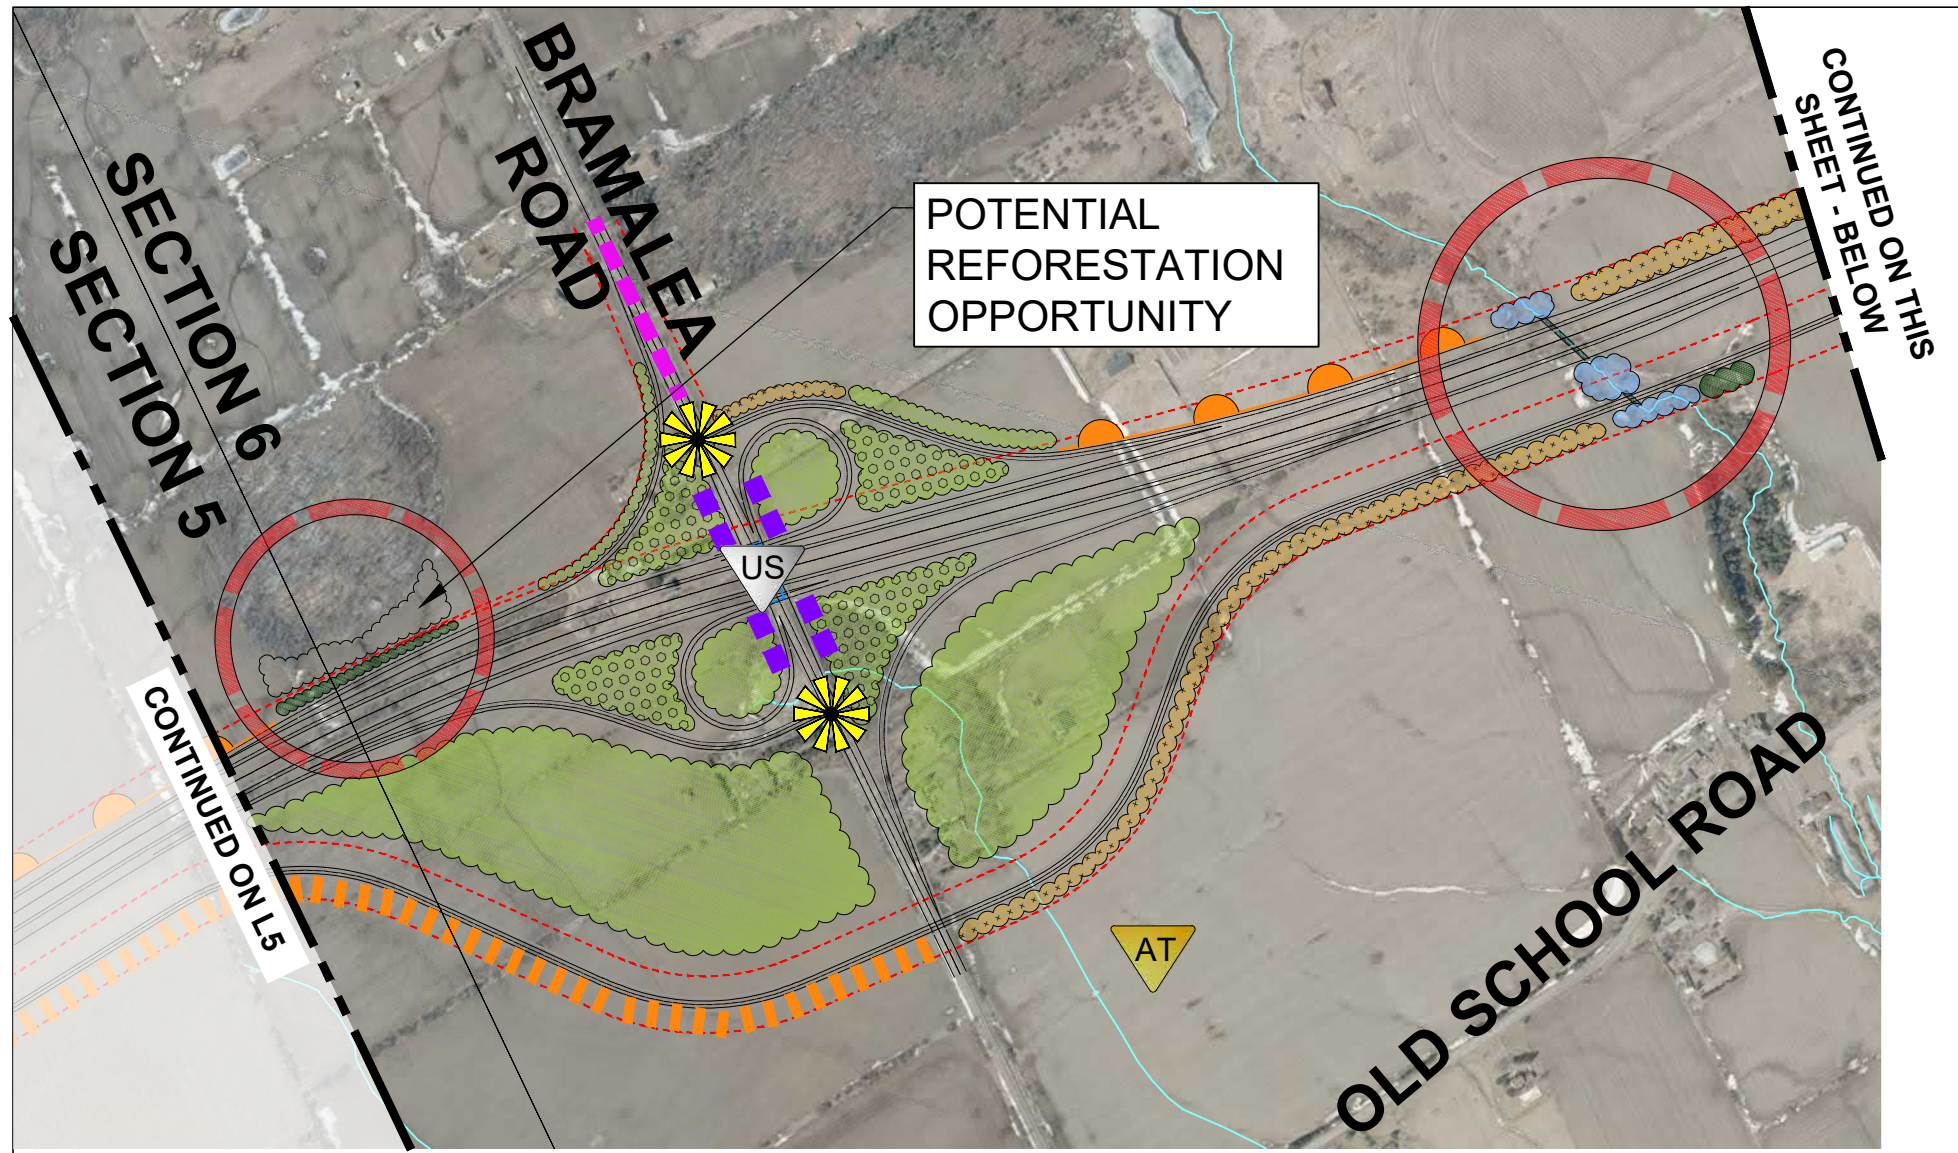 BRAMALEA
ROAD
SECTION 6
SECTION 5
POTENTIAL
REFORESTATION
OPPORTUNITY
CONTINUED ON THIS
SHEET - BELOW
US
CONTINUED ON L5
AT
OLD SCHOOL ROAD